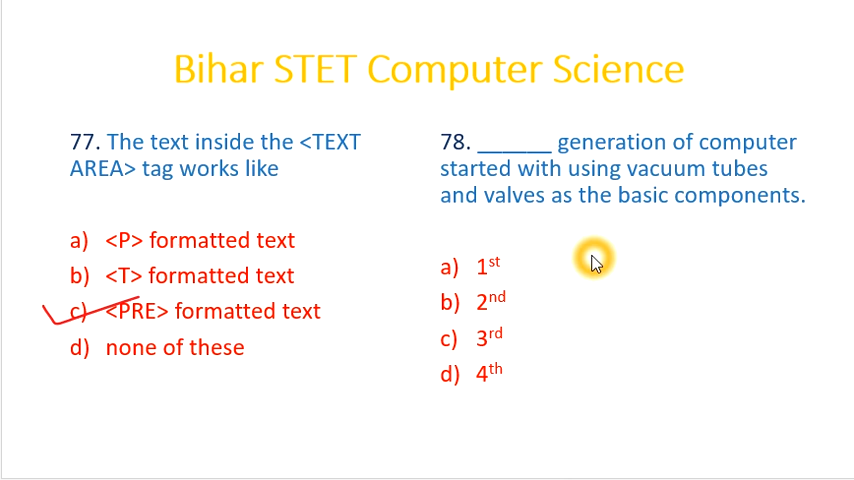 Bihar STET Computer Science
77. The text inside the <TEXT
AREA> tag works like
a) <P> formatted text
b) <T> formatted text
c) <PRE> formatted text
d) none of these
78. ______ generation of computer
started with using vacuum tubes
and valves as the basic components.
a) 1st
b) 2nd
c) 3rd
d) 4th